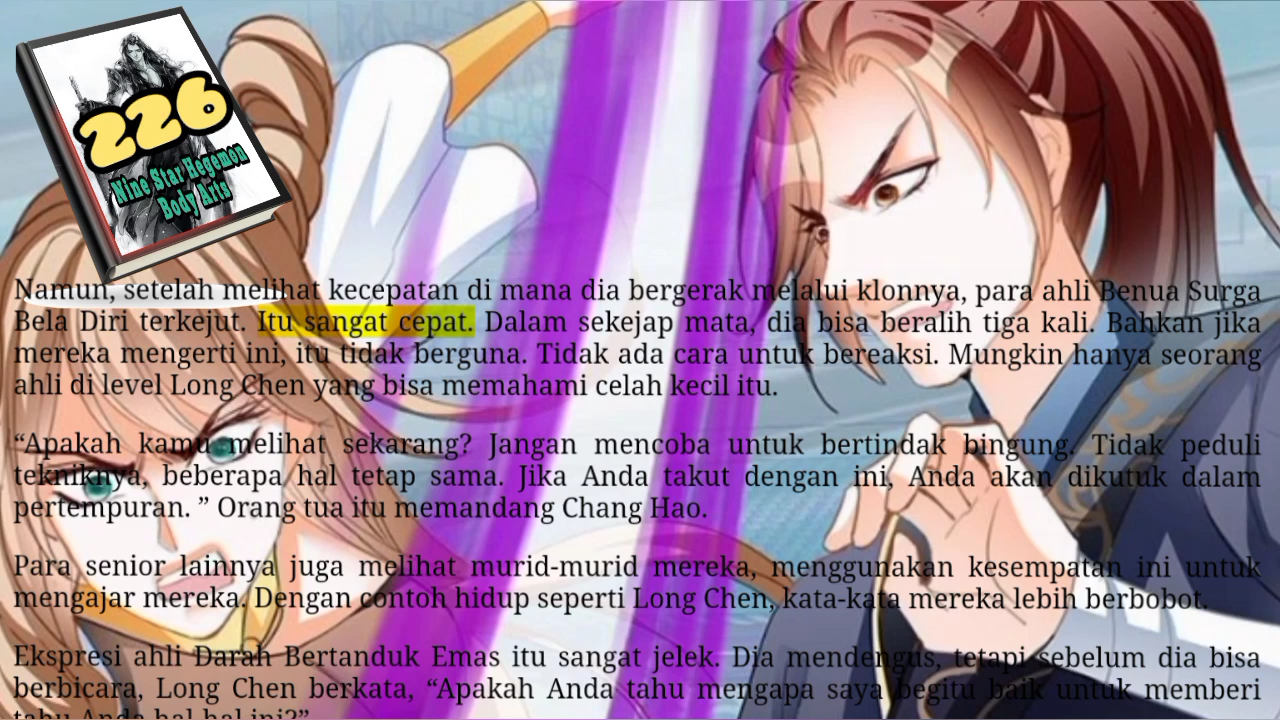 226
Nine Star Hegemon
Body Arts
Namun, setelah melihat kecepatan di mana dia bergerak melalui klonnya, para ahli Benua Surga
Bela Diri terkejut. Itu sangat cepat. Dalam sekejap mata, dia bisa beralih tiga kali. Bahkan jika
mereka mengerti ini, itu tidak berguna. Tidak ada cara untuk bereaksi. Mungkin hanya seorang
ahli di level Long Chen yang bisa memahami celah kecil itu.
“Apakah kamu melihat sekarang? Jangan mencoba untuk bertindak bingung. Tidak peduli
tekniknya, beberapa hal tetap sama. Jika Anda takut dengan ini, Anda akan dikutuk dalam
pertempuran. ” Orang tua itu memandang Chang Hao.
Para senior lainnya juga melihat murid-murid mereka, menggunakan kesempatan ini untuk
mengajar mereka. Dengan contoh hidup seperti Long Chen, kata-kata mereka lebih berbobot.
Ekspresi ahli Darah Bertanduk Emas itu sangat jelek. Dia mendengus, tetapi sebelum dia bisa
berbicara, Long Chen berkata, “Apakah Anda tahu mengapa saya begitu baik untuk memberi
tahu Anda hal-hal ini?”